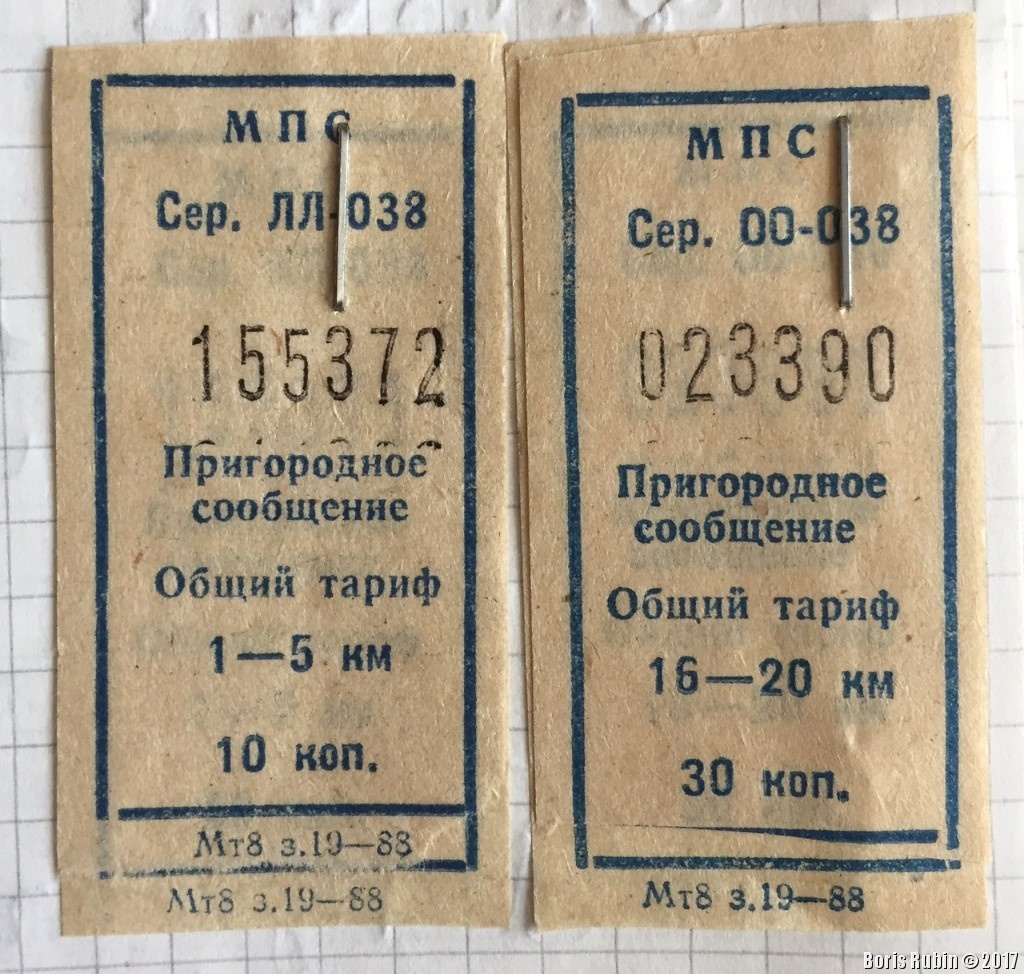 МПС
Сер. ЛЛ-038
155372
Пригородное
сообщение
Общий тариф
1—5 км
10 коп.
Мт8 з.19—88
Мт8 з.19—88
МПС
Сер. ОО-038
023390
Пригородное
сообщение
Общий тариф
16—20 км
30 коп.
Мт8 з.19—88
Boris Rubin © 2017